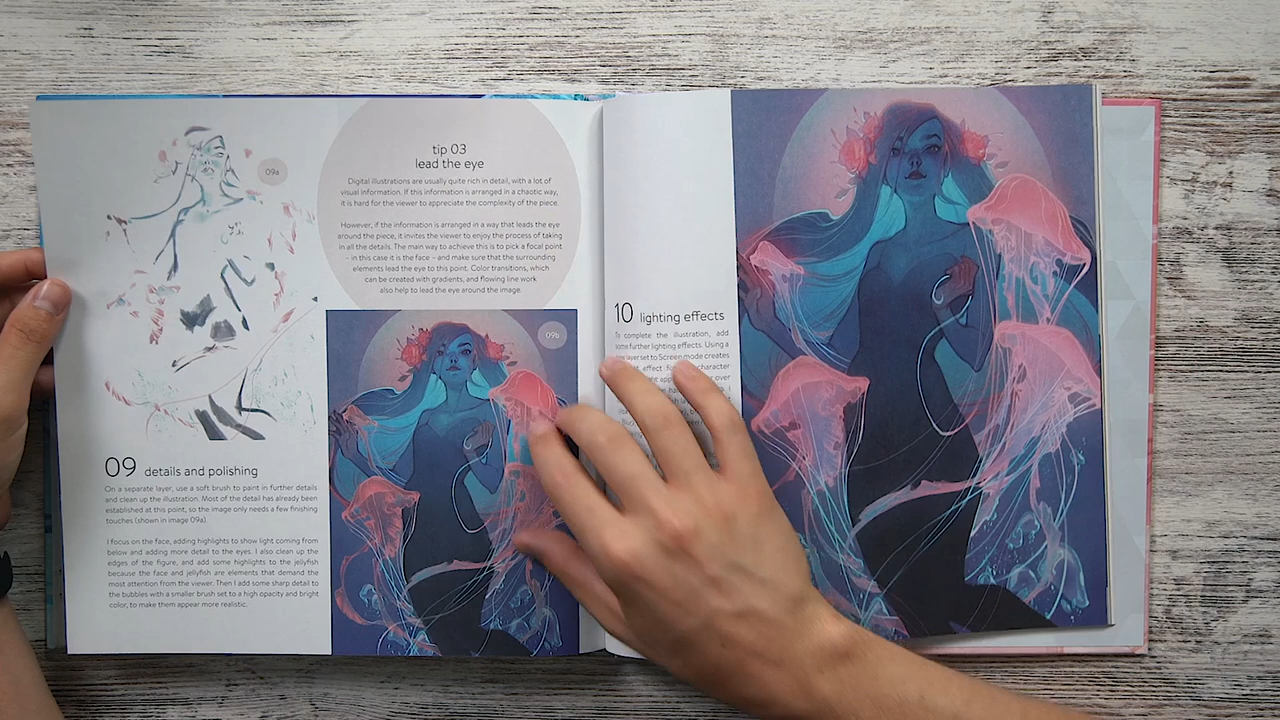 09a
tip 03
lead the eye
Digital illustrations are usually quite rich in detail, with a lot of
visual information. If this information is arranged in a chaotic way,
it is hard for the viewer to appreciate the complexity of the piece.
However, if the information is arranged in a way that leads the eye
around the piece, it invites the viewer to enjoy the process of taking
in all the details. The main way to achieve this is to pick a focal point
– in this case it is the face – and make sure that the surrounding
elements lead the eye to this point. Color transitions, which
can be created with gradients, and flowing line work
also help to lead the eye around the image.
09b
09 details and polishing
On a separate layer, use a soft brush to paint in further details
and clean up the illustration. Most of the detail has already been
established at this point, so the image only needs a few finishing
touches (shown in image 09a).
I focus on the face, adding highlights to show light coming from
below and adding more detail to the eyes. I also clean up the
edges of the figure, and add some highlights to the jellyfish
because the face and jellyfish are elements that demand the
most attention from the viewer. Then I add some sharp detail to
the bubbles with a smaller brush set to a high opacity and bright
color, to make them appear more realistic.
10 lighting effects
To complete the illustration, add
some further lighting effects. Using a
layer set to Screen mode creates
effect character
over